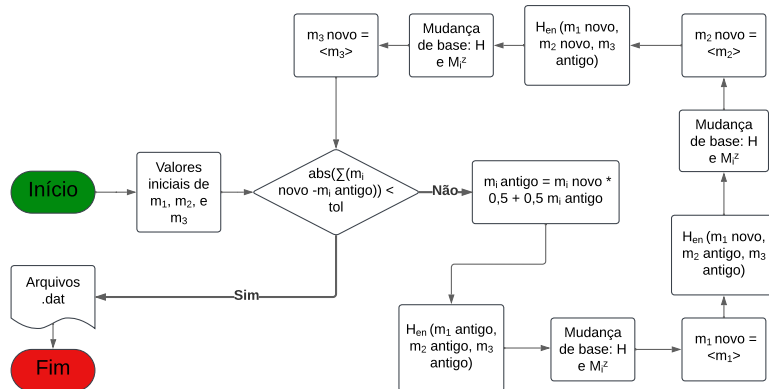 Início
Valores
iniciais de
m₁, m₂, e
m₃
abs(∑(mᵢ
novo -mᵢ antigo)) <
tol
Não
mᵢ antigo = mᵢ novo *
0,5 + 0,5 mᵢ antigo
Hₑₙ (m₁ antigo,
m₂ antigo, m₃
antigo)
Mudança
de base: H
e Mᵢᶻ
m₁ novo =
<m₁>
Hₑₙ (m₁ novo,
m₂ antigo, m₃
antigo)
Mudança
de base: H
e Mᵢᶻ
m₂ novo =
<m₂>
Hₑₙ (m₁ novo,
m₂ novo, m₃
antigo)
Mudança
de base: H
e Mᵢᶻ
m₃ novo =
<m₃>
Sim
Arquivos
.dat
Fim